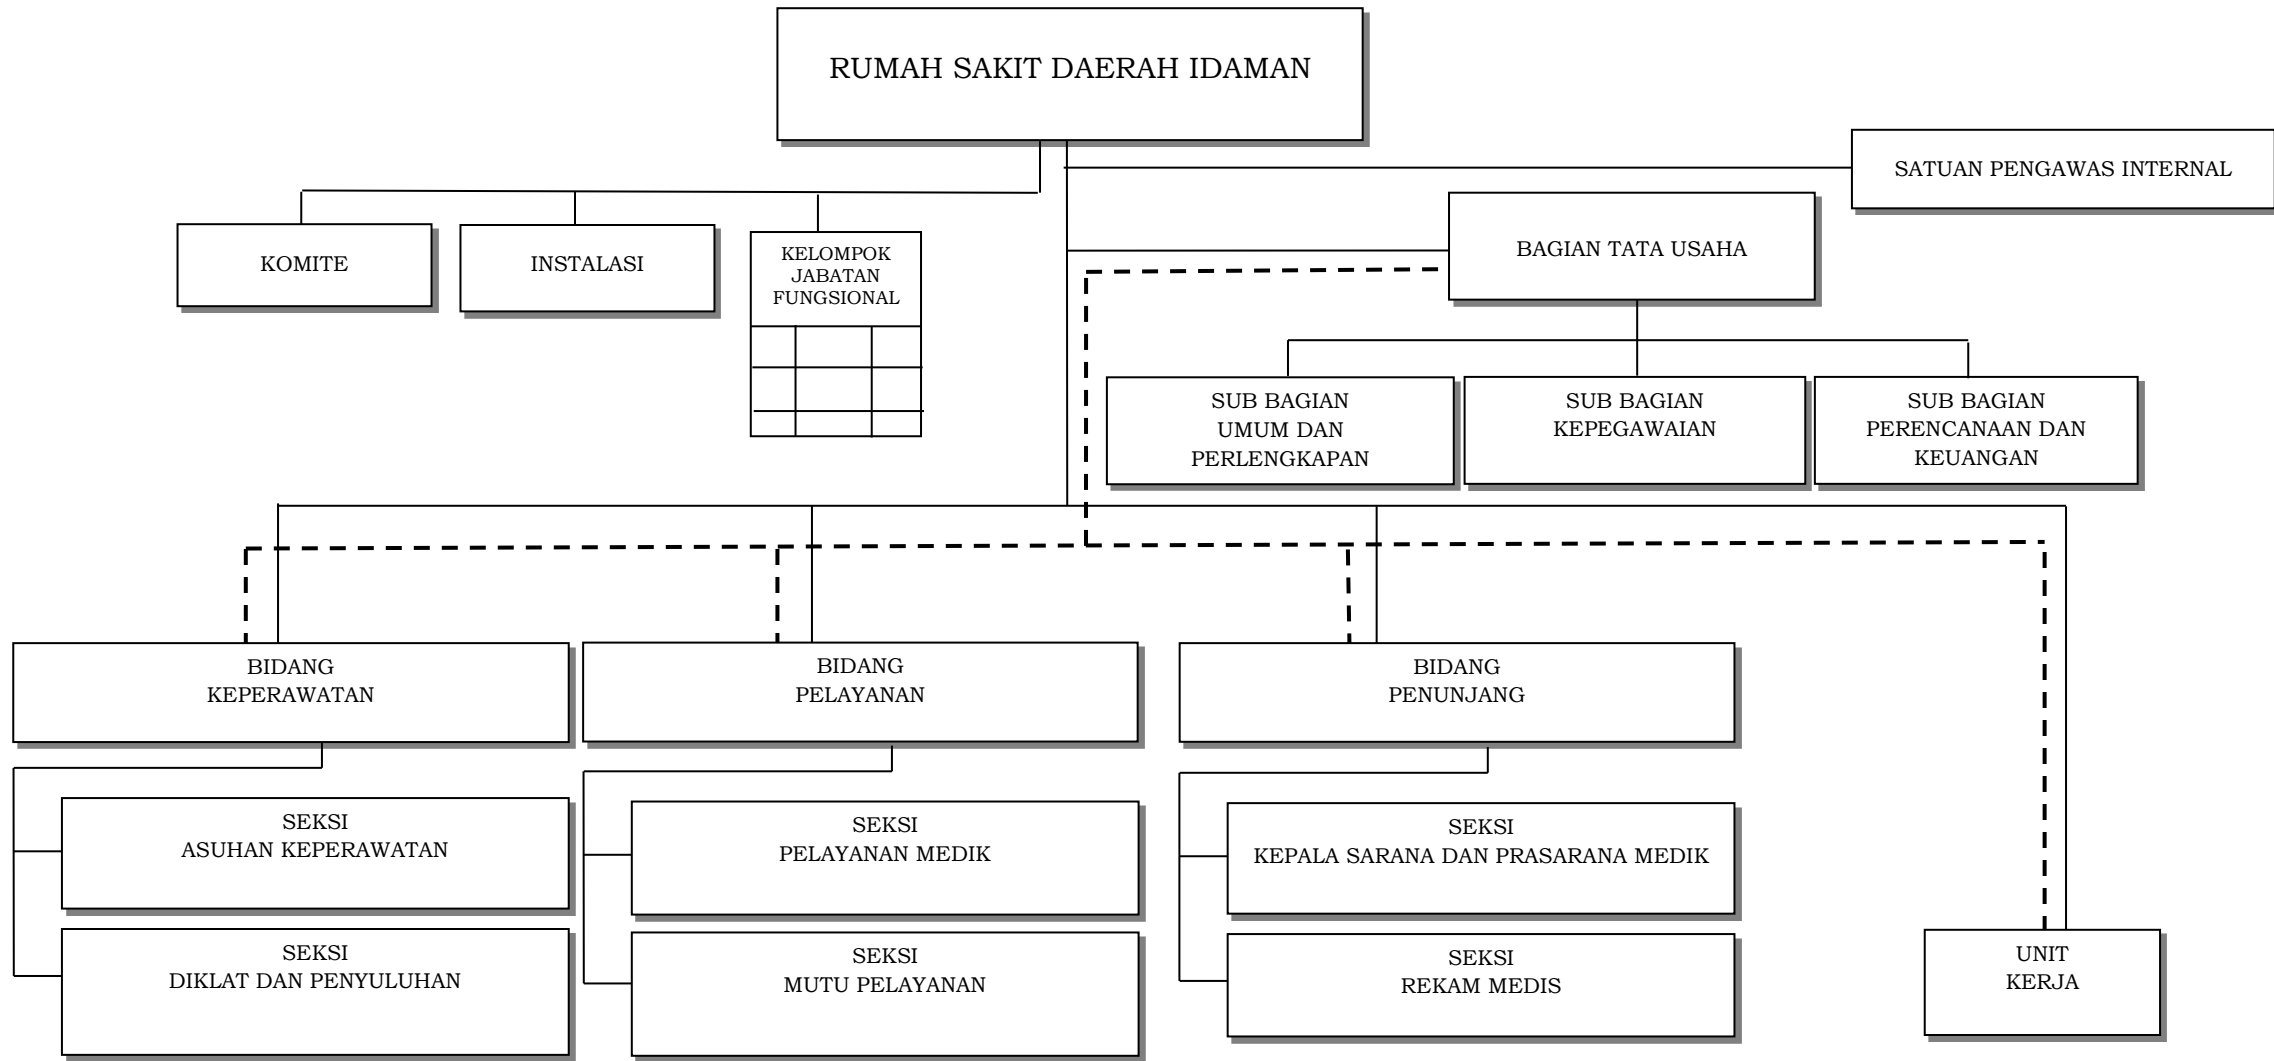 RUMAH SAKIT DAERAH IDAMAN
SATUAN PENGAWAS INTERNAL
KOMITE
INSTALASI
KELOMPOK
JABATAN
FUNGSIONAL
BAGIAN TATA USAHA
SUB BAGIAN
UMUM DAN
PERLENGKAPAN
SUB BAGIAN
KEPEGAWAIAN
SUB BAGIAN
PERENCANAAN DAN
KEUANGAN
BIDANG
KEPERAWATAN
BIDANG
PELAYANAN
BIDANG
PENUNJANG
SEKSI
ASUHAN KEPERAWATAN
SEKSI
PELAYANAN MEDIK
SEKSI
KEPALA SARANA DAN PRASARANA MEDIK
SEKSI
DIKLAT DAN PENYULUHAN
SEKSI
MUTU PELAYANAN
SEKSI
REKAM MEDIS
UNIT
KERJA